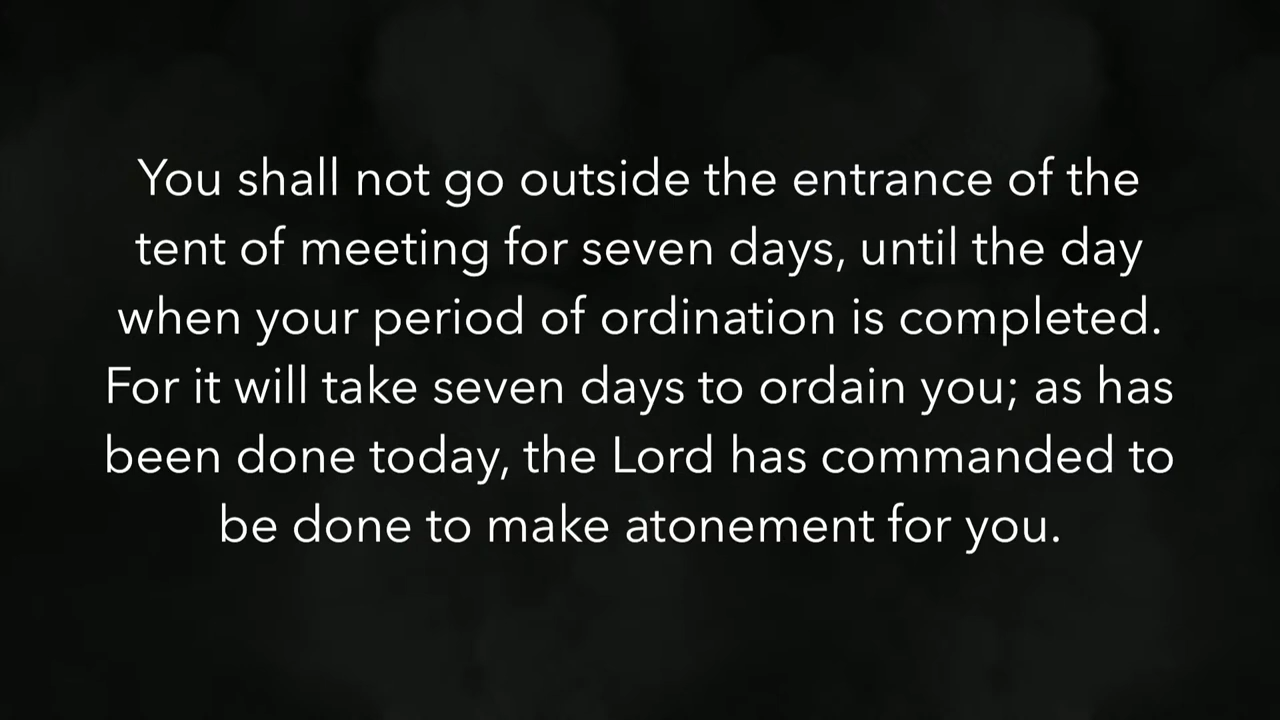 You shall not go outside the entrance of the
tent of meeting for seven days, until the day
when your period of ordination is completed.
For it will take seven days to ordain you; as has
been done today, the Lord has commanded to
be done to make atonement for you.